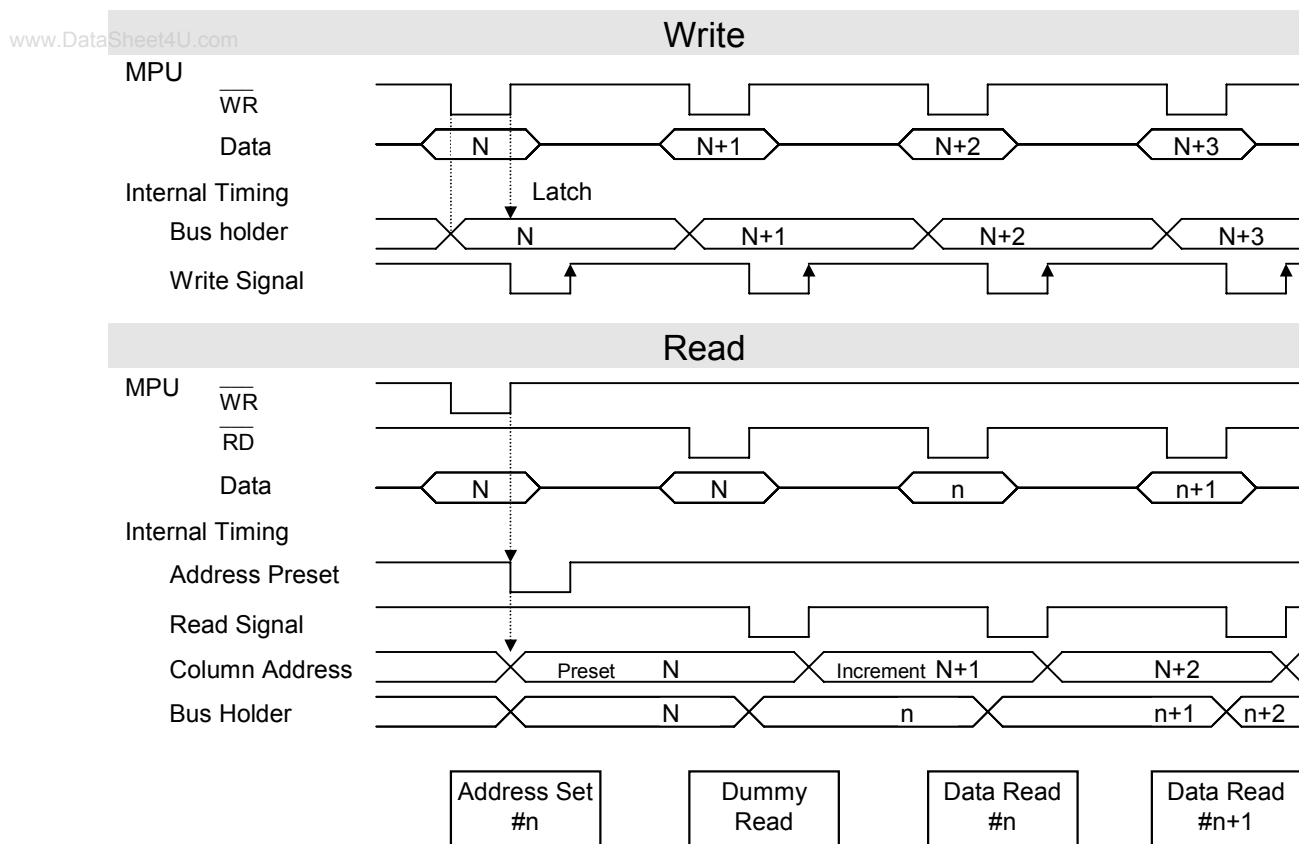 www.DataSheet4U.com
Write
MPU
WR
Data N N+1 N+2 N+3
Internal Timing Latch
Bus holder N N+1 N+2 N+3
Write Signal
Read
MPU
WR
RD
Data N N n n+1
Internal Timing
Address Preset
Read Signal
Column Address Preset N Increment N+1 N+2
Bus Holder N n n+1 n+2
Address Set Dummy Data Read Data Read
#n Read #n #n+1